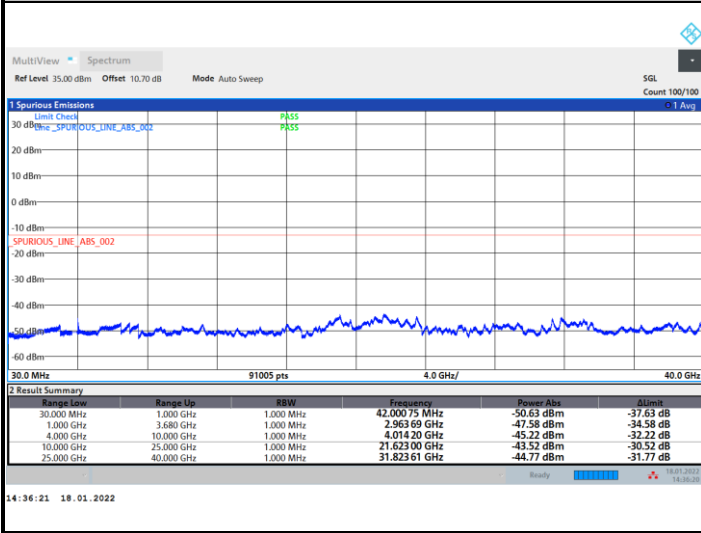 MultiView Spectrum
Ref Level 35.00 dBm Offset 10.70 dB Mode Auto Sweep SGL
Count 100/100
1 Spurious Emissions 1 Avg
Limit Check PASS
30 dBm
Line _SPURIOUS_LINE_ABS_002 PASS
20 dBm
10 dBm
0 dBm
-10 dBm
_SPURIOUS_LINE_ABS_002
-20 dBm
-30 dBm
-40 dBm
-50 dBm
-60 dBm
30.0 MHz 91005 pts 4.0 GHz/ 40.0 GHz
2 Result Summary
Range Low Range Up RBW Frequency Power Abs ΔLimit
30.000 MHz 1.000 GHz 1.000 MHz 42.00075 MHz -50.63 dBm -37.63 dB
1.000 GHz 3.680 GHz 1.000 MHz 2.96369 GHz -47.58 dBm -34.58 dB
4.000 GHz 10.000 GHz 1.000 MHz 4.01420 GHz -45.22 dBm -32.22 dB
10.000 GHz 25.000 GHz 1.000 MHz 21.62300 GHz -43.52 dBm -30.52 dB
25.000 GHz 40.000 GHz 1.000 MHz 31.82361 GHz -44.77 dBm -31.77 dB
Ready 18.01.2022
14:36:20
14:36:21 18.01.2022